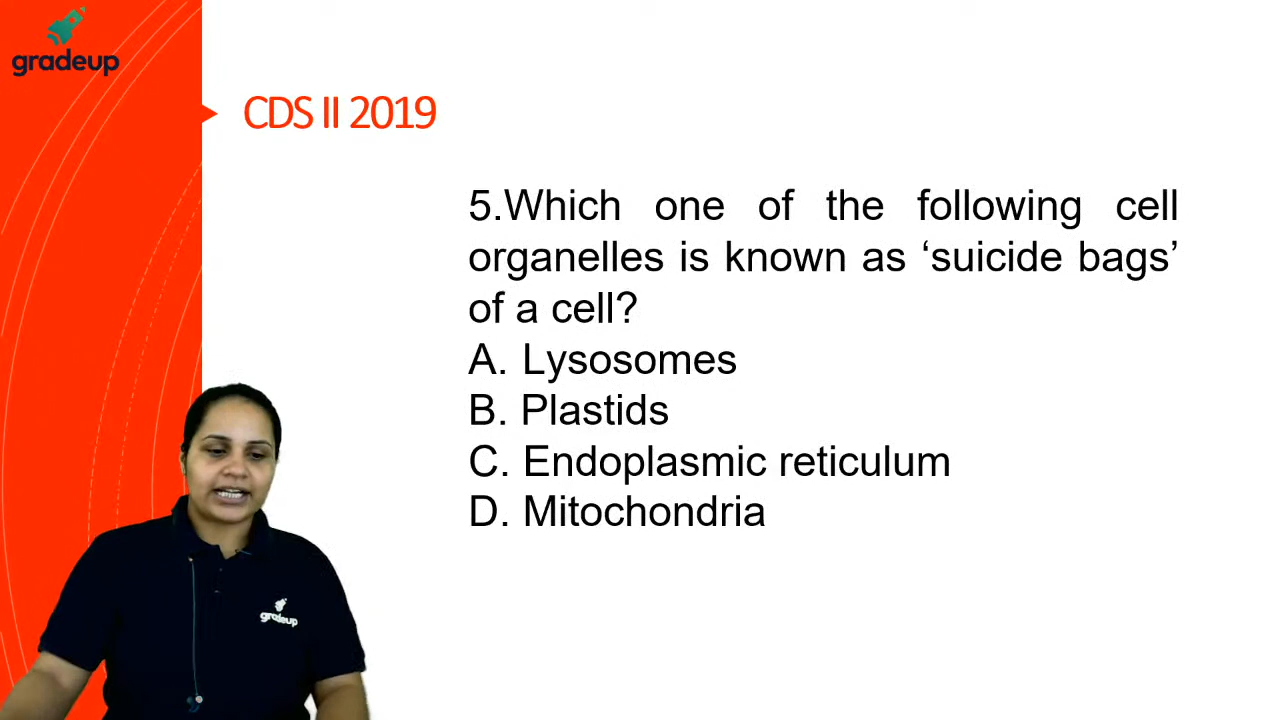 gradeup
CDS II 2019
5.Which one of the following cell
organelles is known as ‘suicide bags’
of a cell?
A. Lysosomes
B. Plastids
C. Endoplasmic reticulum
D. Mitochondria
gradeup